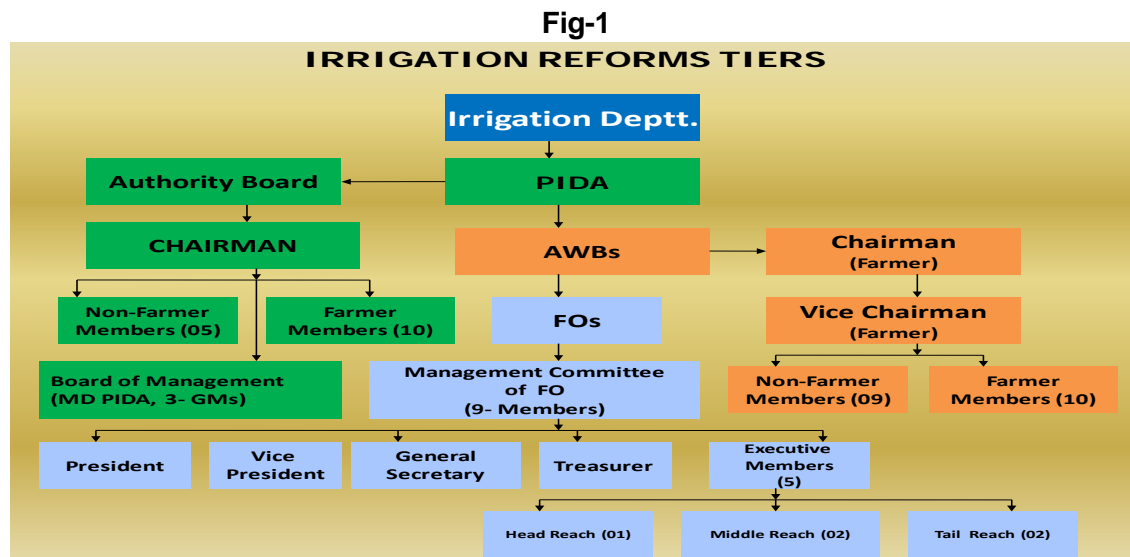 Fig-1
IRRIGATION REFORMS TIERS
Irrigation Deptt.
Authority Board
PIDA
CHAIRMAN
AWBs
Chairman
(Farmer)
Non-Farmer
Members (05)
Farmer
Members (10)
FOs
Vice Chairman
(Farmer)
Board of Management
(MD PIDA, 3- GMs)
Management Committee
of FO
(9- Members)
Non-Farmer
Members (09)
Farmer
Members (10)
President
Vice
President
General
Secretary
Treasurer
Executive
Members
(5)
Head Reach (01)
Middle Reach (02)
Tail Reach (02)